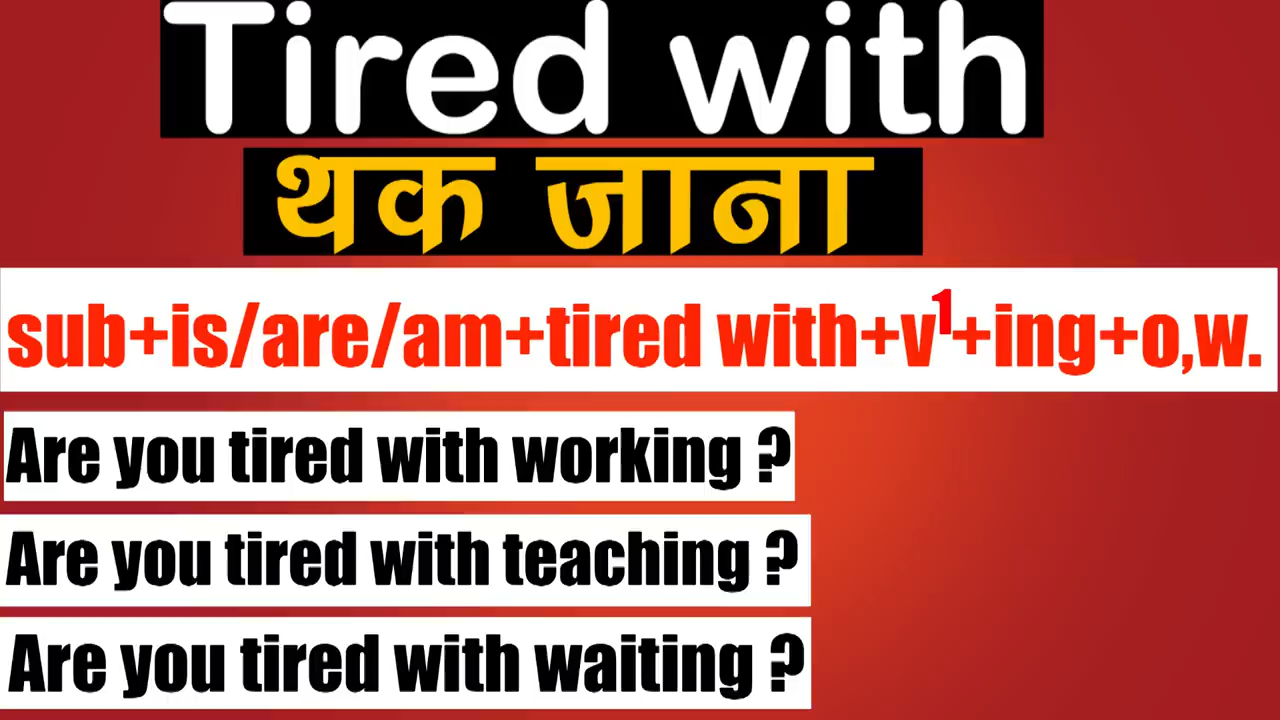 Tired with
थक जाना
sub+is/are/am+tired with+v¹+ing+o,w.
Are you tired with working ?
Are you tired with teaching ?
Are you tired with waiting ?